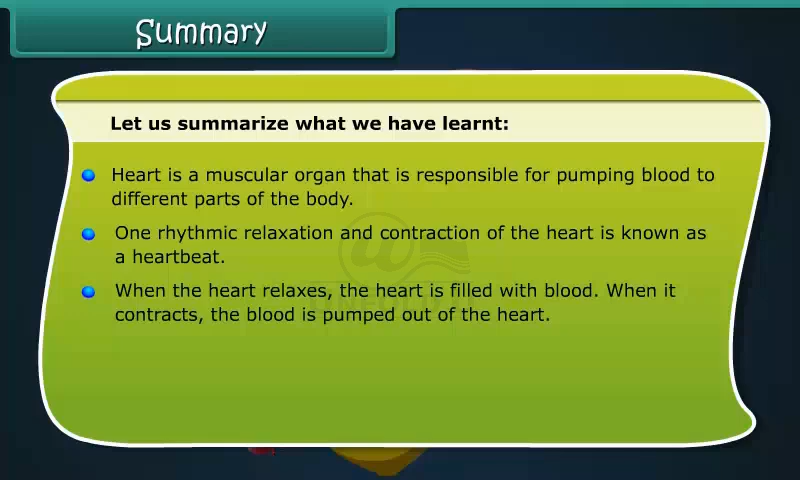 Summary
Let us summarize what we have learnt:
Heart is a muscular organ that is responsible for pumping blood to
different parts of the body.
One rhythmic relaxation and contraction of the heart is known as
a heartbeat.
When the heart relaxes, the heart is filled with blood. When it
contracts, the blood is pumped out of the heart.